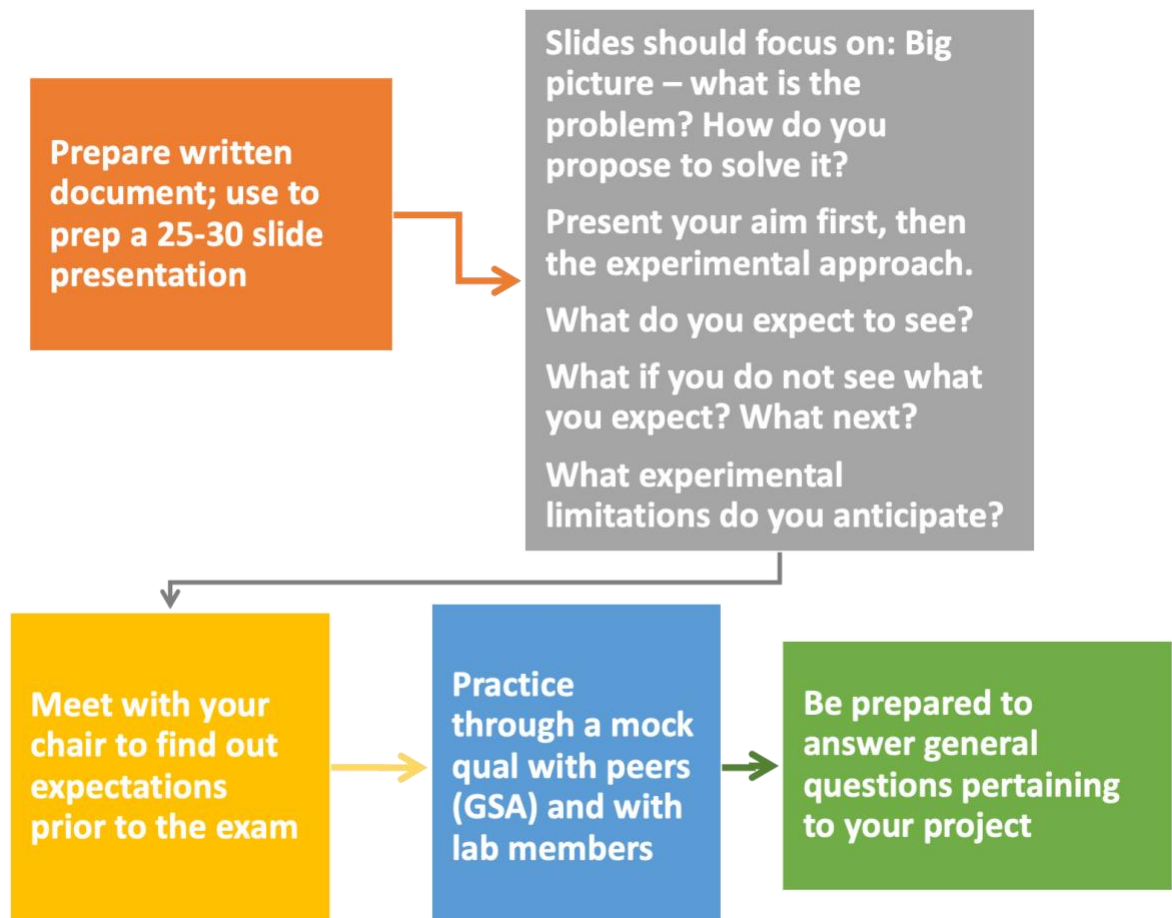 Prepare written
document; use to
prep a 25-30 slide
presentation
Slides should focus on: Big
picture – what is the
problem? How do you
propose to solve it?
Present your aim first, then
the experimental approach.
What do you expect to see?
What if you do not see what
you expect? What next?
What experimental
limitations do you anticipate?
Meet with your
chair to find out
expectations
prior to the exam
Practice
through a mock
qual with peers
(GSA) and with
lab members
Be prepared to
answer general
questions pertaining
to your project